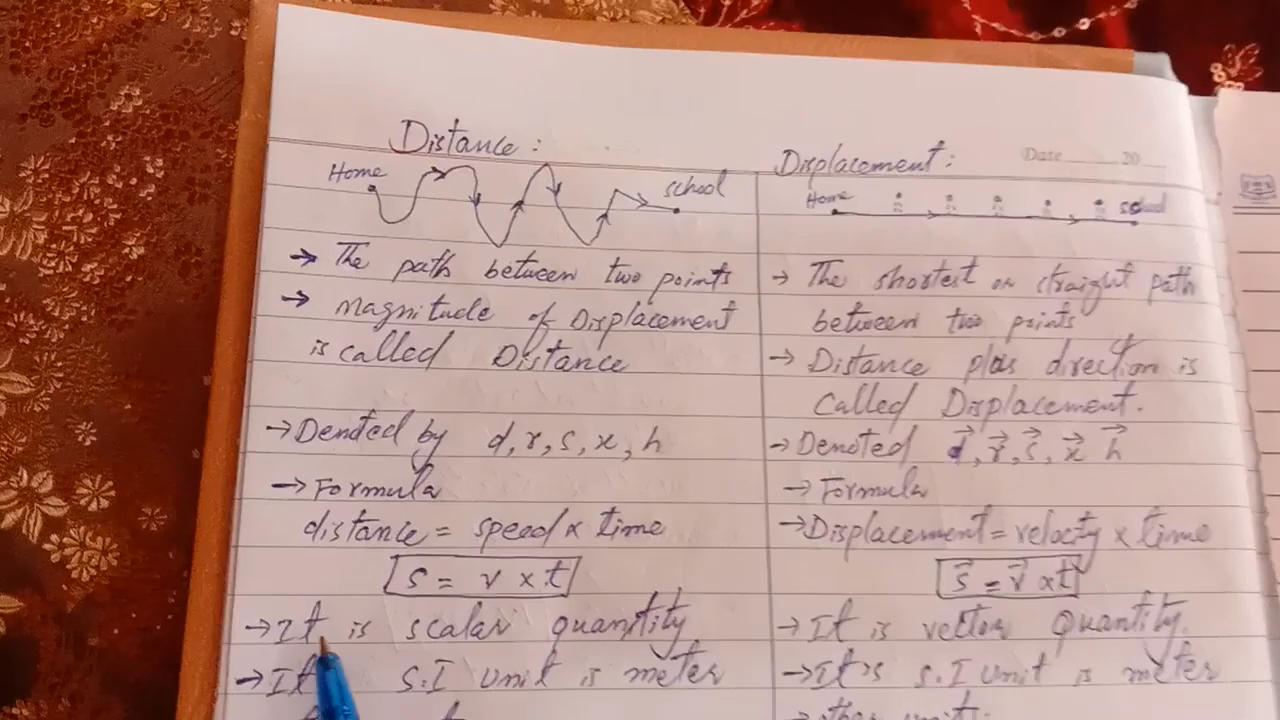 Distance :
Home
school
→ The path between two points
→ Magnitude of Displacement
is called Distance
→ Denoted by d, r, s, x, h
→ Formula
distance = speed × time
s = v × t
→ It is scalar quantity
→ It S.I unit is meter
Displacement :
Date 20
Home
school
→ The shortest or straight path
between two points
→ Distance plus direction is
called Displacement.
→ Denoted d⃗, r⃗, s⃗, x⃗ h⃗
→ Formula
→ Displacement = velocity × time
s⃗ = v⃗ × t
→ It is vector Quantity.
→ It's S.I unit is meter
→ other unit.